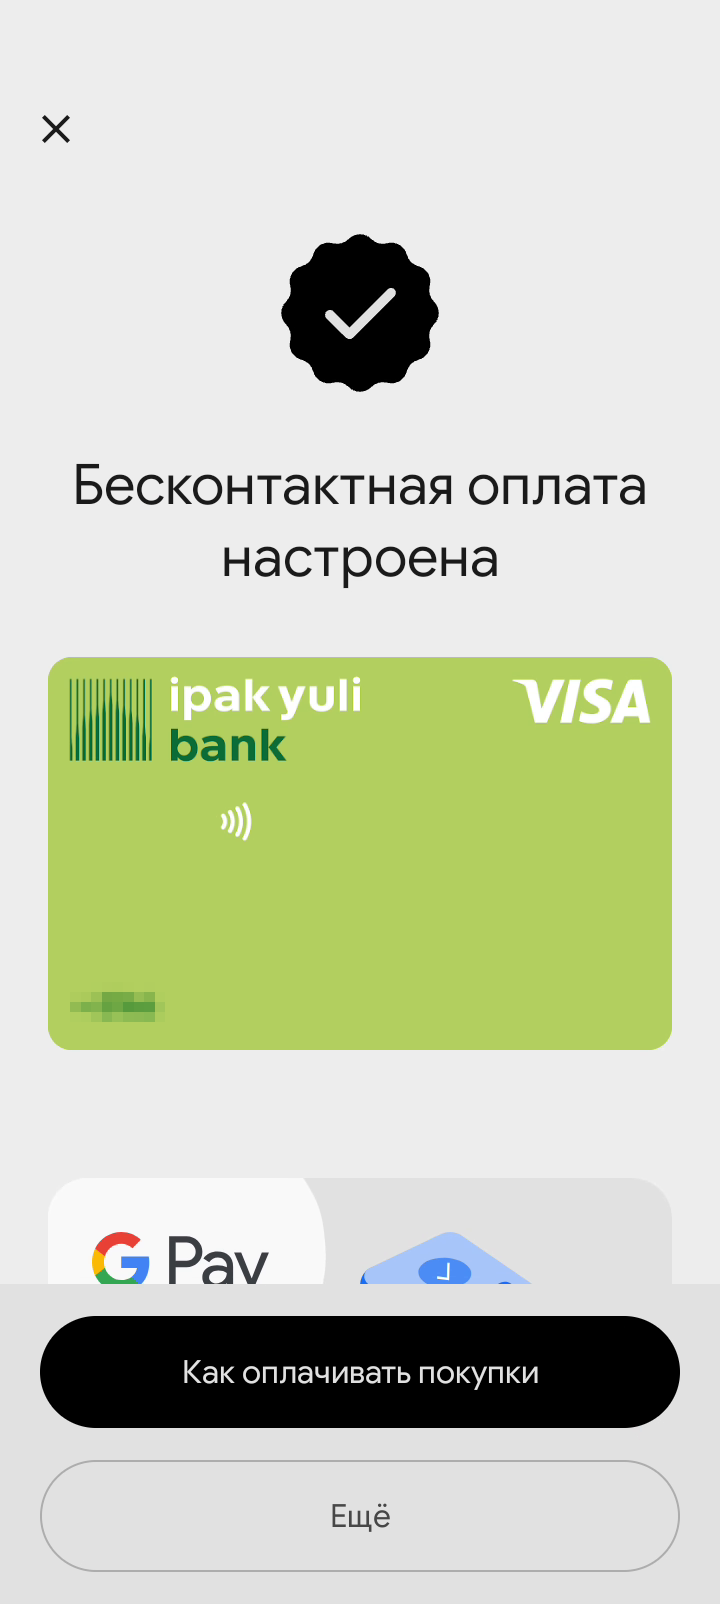 Бесконтактная оплата
настроена
ipak yuli
bank
VISA
G Pay
Как оплачивать покупки
Ещё